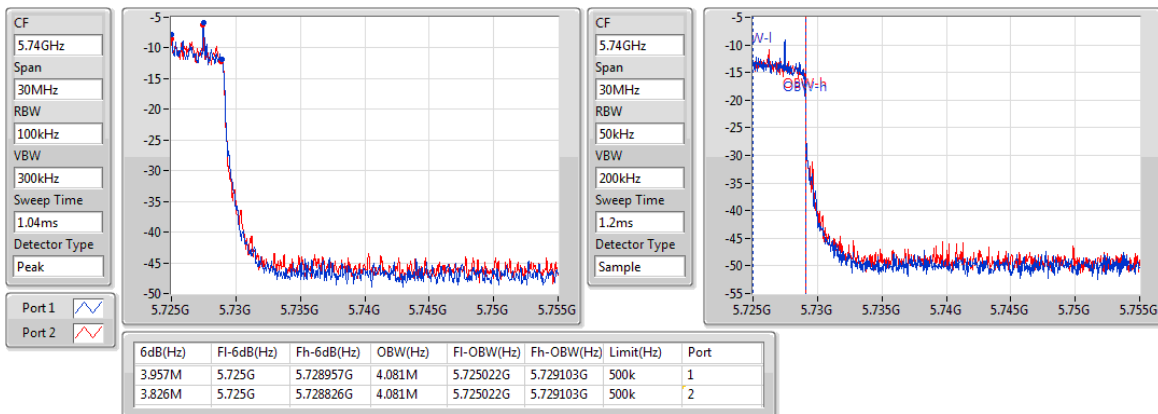 CF
5.74GHz
Span
30MHz
RBW
100kHz
VBW
300kHz
Sweep Time
1.04ms
Detector Type
Peak
Port 1
Port 2
-5
-10
-15
-20
-25
-30
-35
-40
-45
-50
5.725G 5.73G 5.735G 5.74G 5.745G 5.75G 5.755G
CF
5.74GHz
Span
30MHz
RBW
50kHz
VBW
200kHz
Sweep Time
1.2ms
Detector Type
Sample
-5
-10
-15
-20
-25
-30
-35
-40
-45
-50
-55
W-l
OBW-h
5.725G 5.73G 5.735G 5.74G 5.745G 5.75G 5.755G
6dB(Hz) Fl-6dB(Hz) Fh-6dB(Hz) OBW(Hz) Fl-OBW(Hz) Fh-OBW(Hz) Limit(Hz) Port
3.957M 5.725G 5.728957G 4.081M 5.725022G 5.729103G 500k 1
3.826M 5.725G 5.728826G 4.081M 5.725022G 5.729103G 500k 2